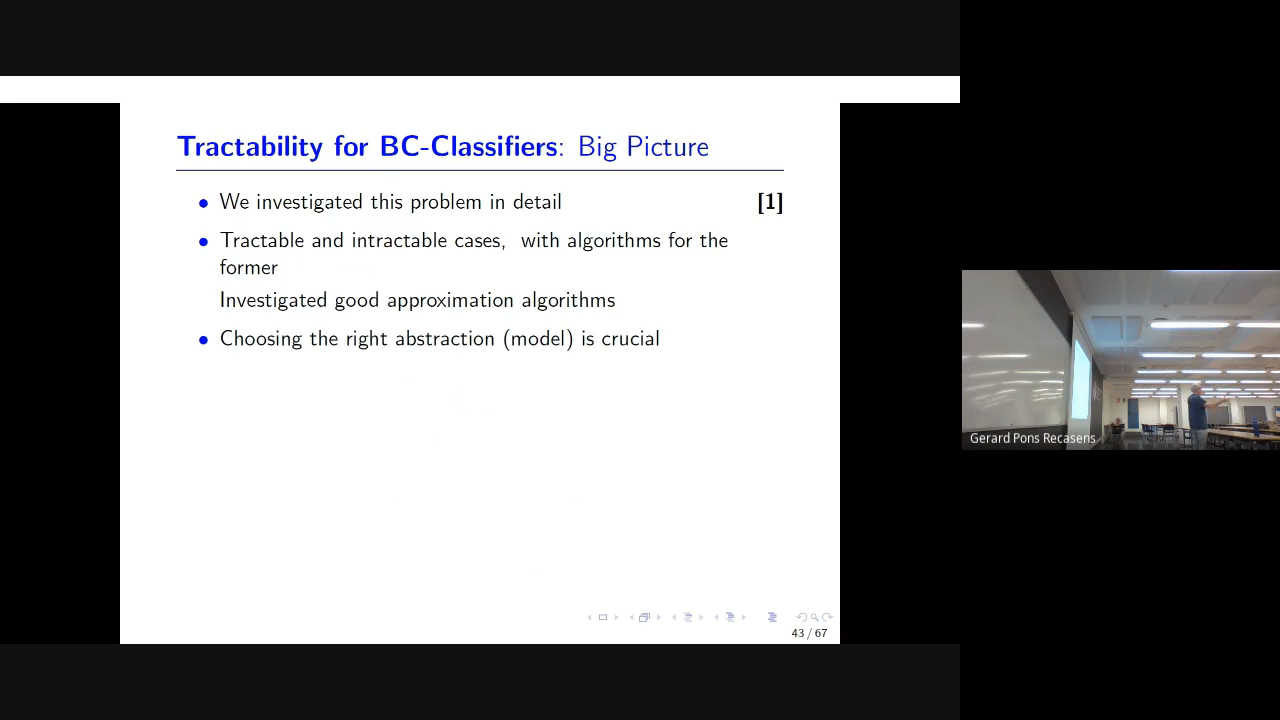 Tractability for BC-Classifiers: Big Picture
• We investigated this problem in detail [1]
• Tractable and intractable cases, with algorithms for the
former
Investigated good approximation algorithms
• Choosing the right abstraction (model) is crucial
43 / 67
Gerard Pons Recasens